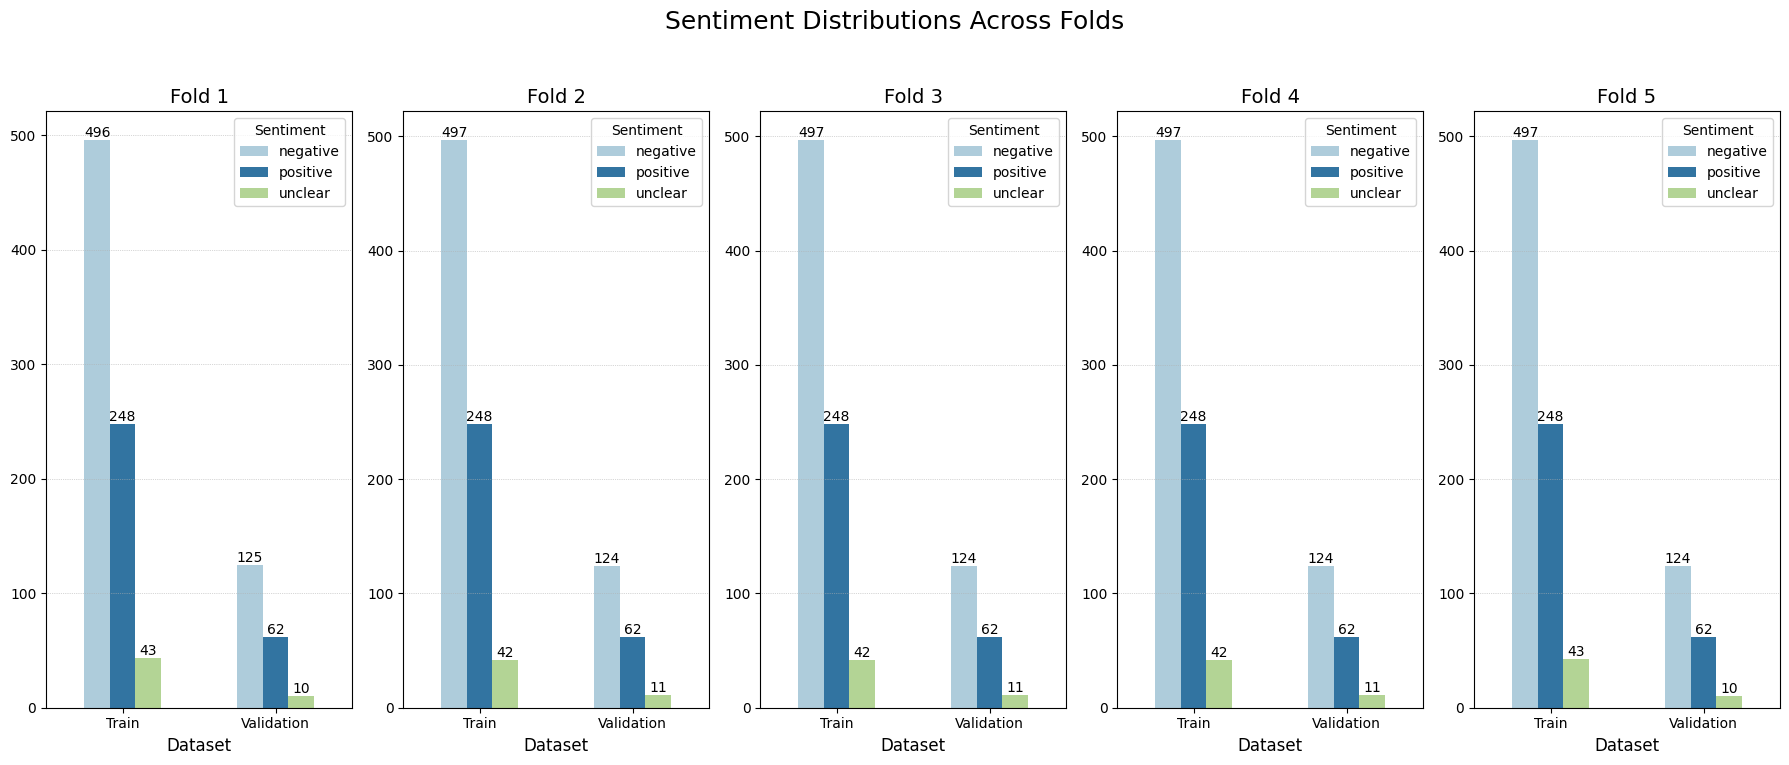 Sentiment Distributions Across Folds
Fold 1
500
400
300
200
100
0
496
248
43
125
62
10
Sentiment
negative
positive
unclear
Train
Validation
Dataset
Fold 2
500
400
300
200
100
0
497
248
42
124
62
11
Sentiment
negative
positive
unclear
Train
Validation
Dataset
Fold 3
500
400
300
200
100
0
497
248
42
124
62
11
Sentiment
negative
positive
unclear
Train
Validation
Dataset
Fold 4
500
400
300
200
100
0
497
248
42
124
62
11
Sentiment
negative
positive
unclear
Train
Validation
Dataset
Fold 5
500
400
300
200
100
0
497
248
43
124
62
10
Sentiment
negative
positive
unclear
Train
Validation
Dataset